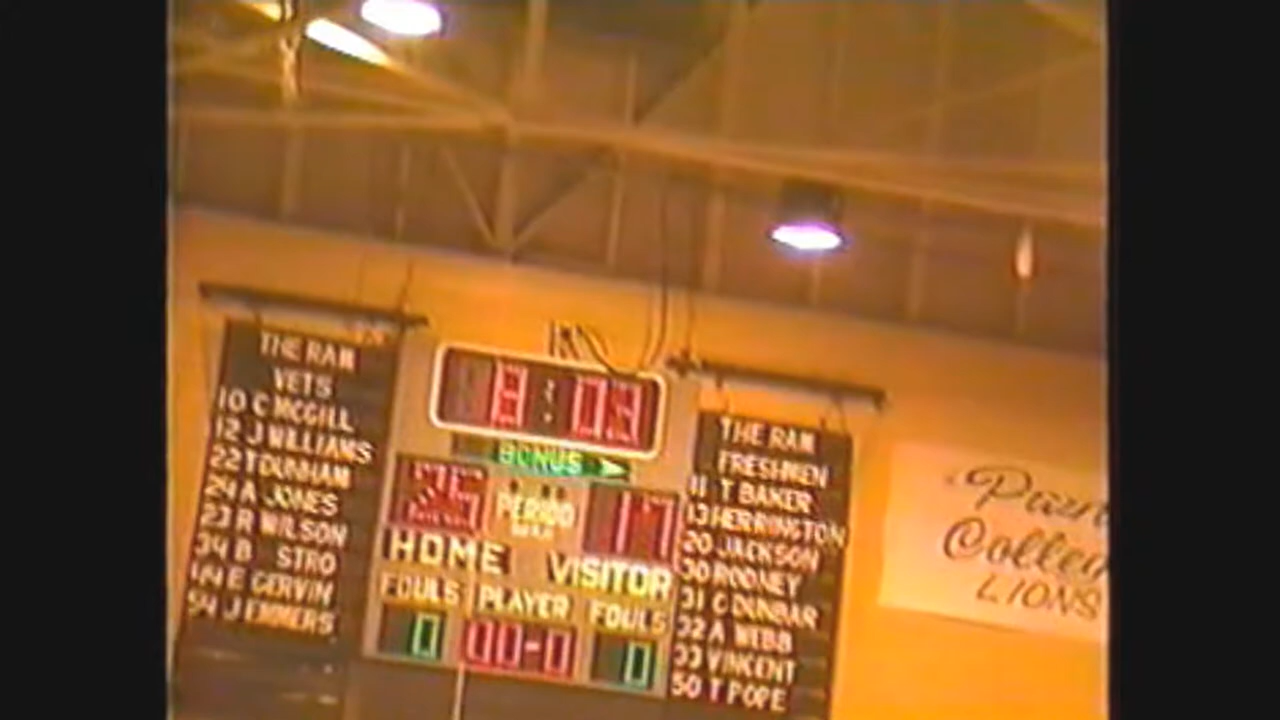 THE RAM
VETS
10 C MCGILL
12 J WILLIAMS
22 T DUNHAM
24 A JONES
23 R WILSON
34 B STRO
44 E GERVIN
54 J EMMERS
8:03
BONUS
25
PERIOD
17
HOME
VISITOR
FOULS PLAYER FOULS
0 00-0 0
THE RAM
FRESHMEN
11 T BAKER
13 HERRINGTON
20 JACKSON
30 RODNEY
31 C DUNBAR
32 A WEBB
33 VINCENT
50 T POPE
LIONS